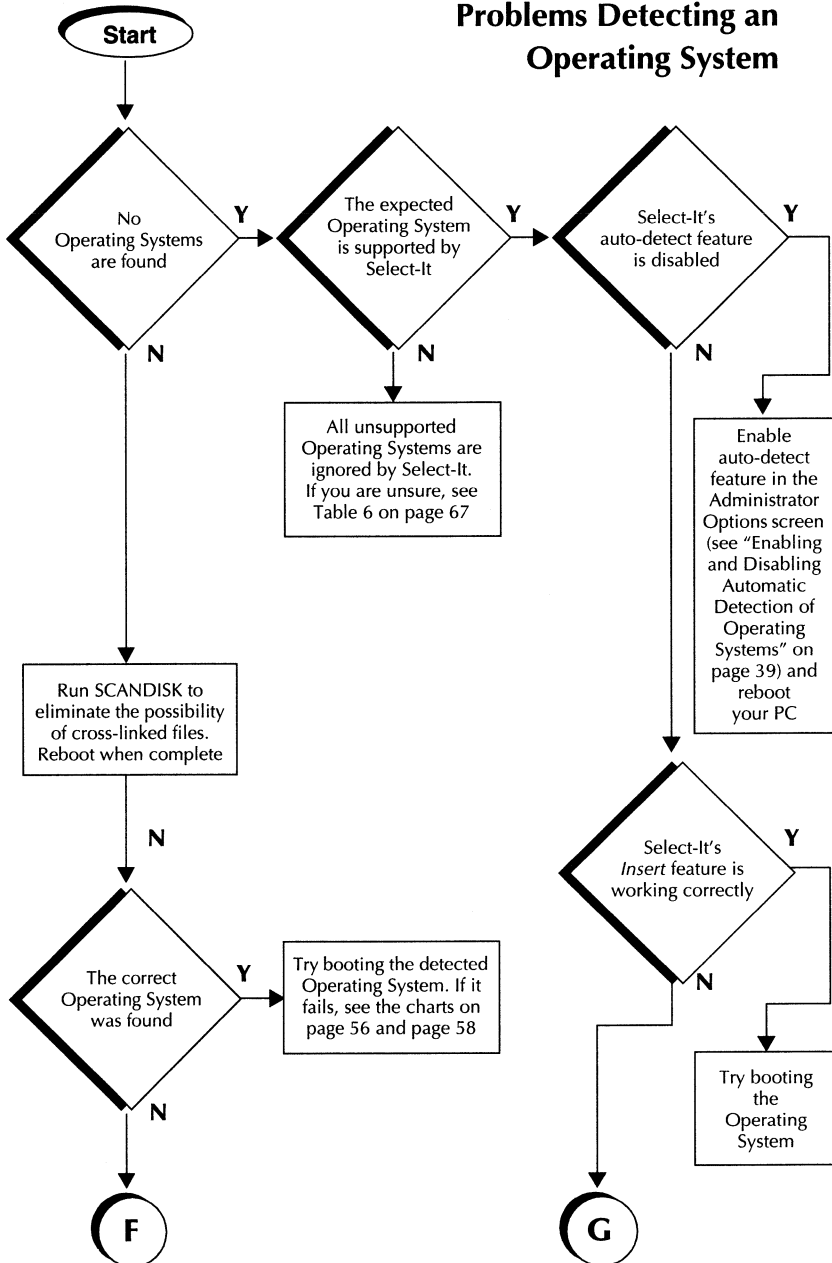 Problems Detecting an
Operating System
Start
No
Operating Systems
are found
Y
N
The expected
Operating System
is supported by
Select-It
Y
N
Select-It's
auto-detect feature
is disabled
Y
N
All unsupported
Operating Systems are
ignored by Select-It.
If you are unsure, see
Table 6 on page 67
Enable
auto-detect
feature in the
Administrator
Options screen
(see “Enabling
and Disabling
Automatic
Detection of
Operating
Systems” on
page 39) and
reboot
your PC
Run SCANDISK to
eliminate the possibility
of cross-linked files.
Reboot when complete
N
Select-It's
Insert feature is
working correctly
Y
N
The correct
Operating System
was found
Y
N
Try booting the detected
Operating System. If it
fails, see the charts on
page 56 and page 58
Try booting
the
Operating
System
F
G